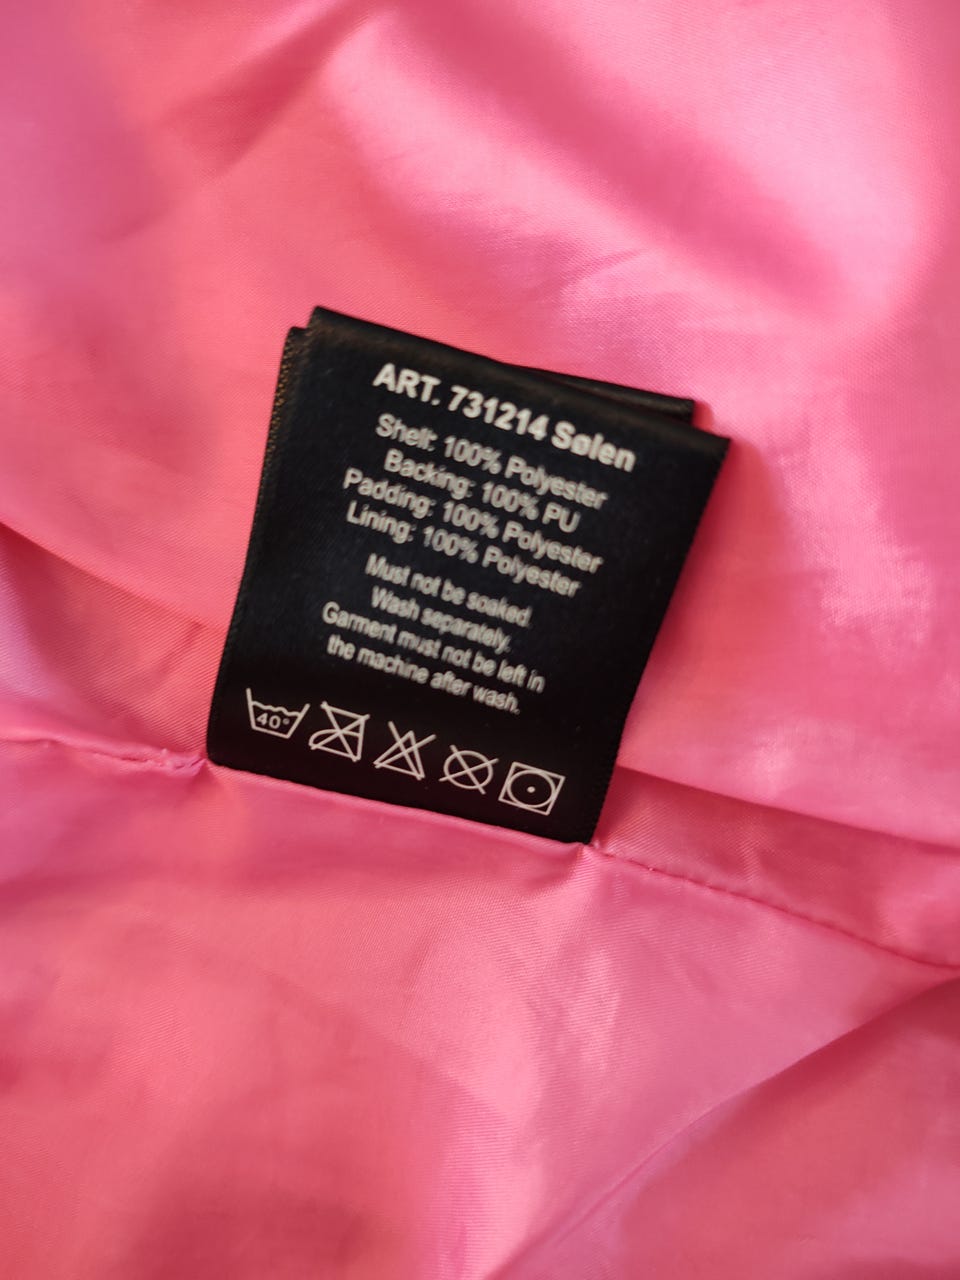 ART. 731214 Sølen
Shell: 100% Polyester
Backing: 100% PU
Padding: 100% Polyester
Lining: 100% Polyester
Must not be soaked.
Wash separately.
Garment must not be left in
the machine after wash.
40°